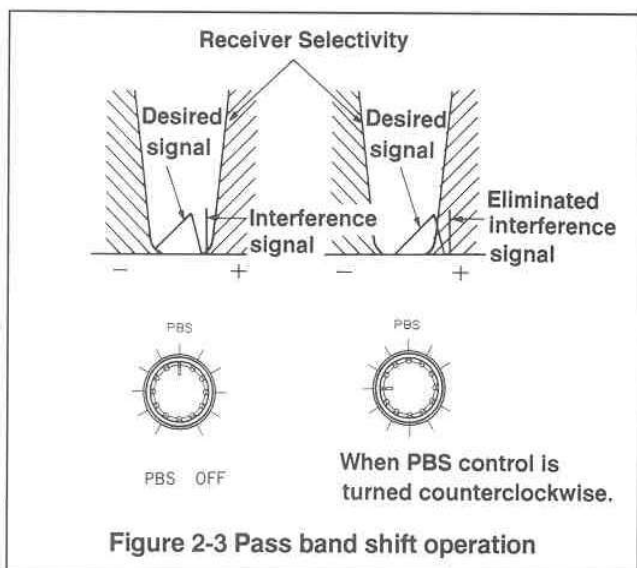 Receiver Selectivity
Desired
signal
Interference
signal
- +
Desired
signal
Eliminated
interference
signal
- +
PBS
PBS OFF
PBS
When PBS control is
turned counterclockwise.
Figure 2-3 Pass band shift operation